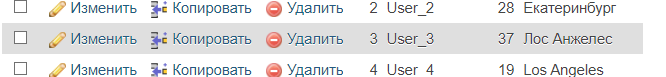 Изменить Копировать Удалить 2 User_2 28 Екатеринбург
Изменить Копировать Удалить 3 User_3 37 Лос Анжелес
Изменить Копировать Удалить 4 User_4 19 Los Angeles